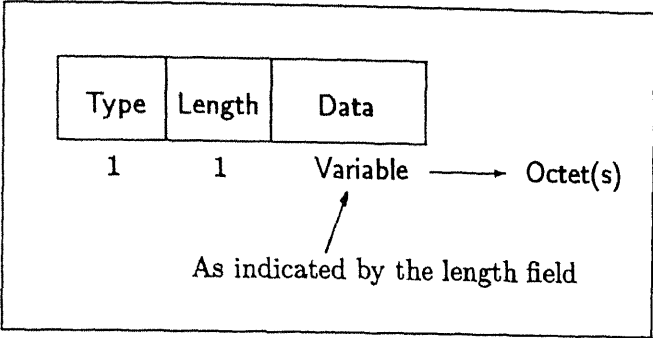 Type Length Data
1 1 Variable Octet(s)
As indicated by the length field